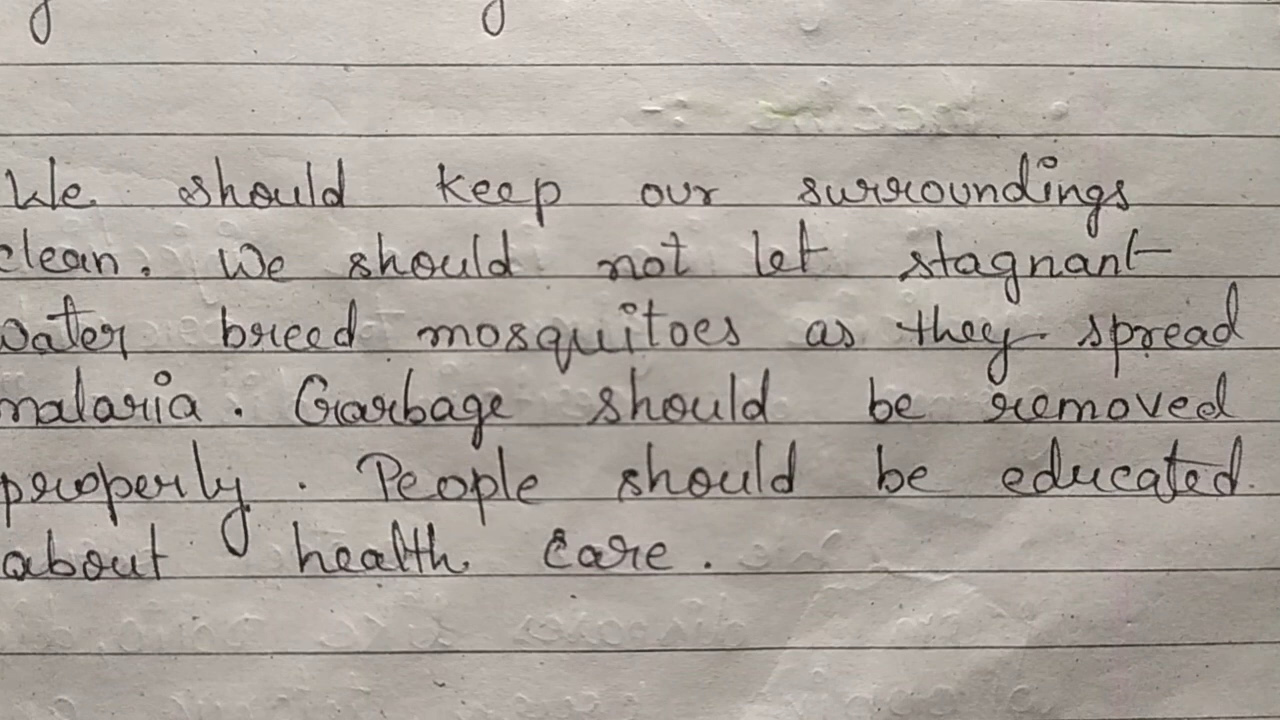 We should keep our surroundings
clean. We should not let stagnant
water breed mosquitoes as they spread
malaria. Garbage should be removed
properly. People should be educated
about health care.